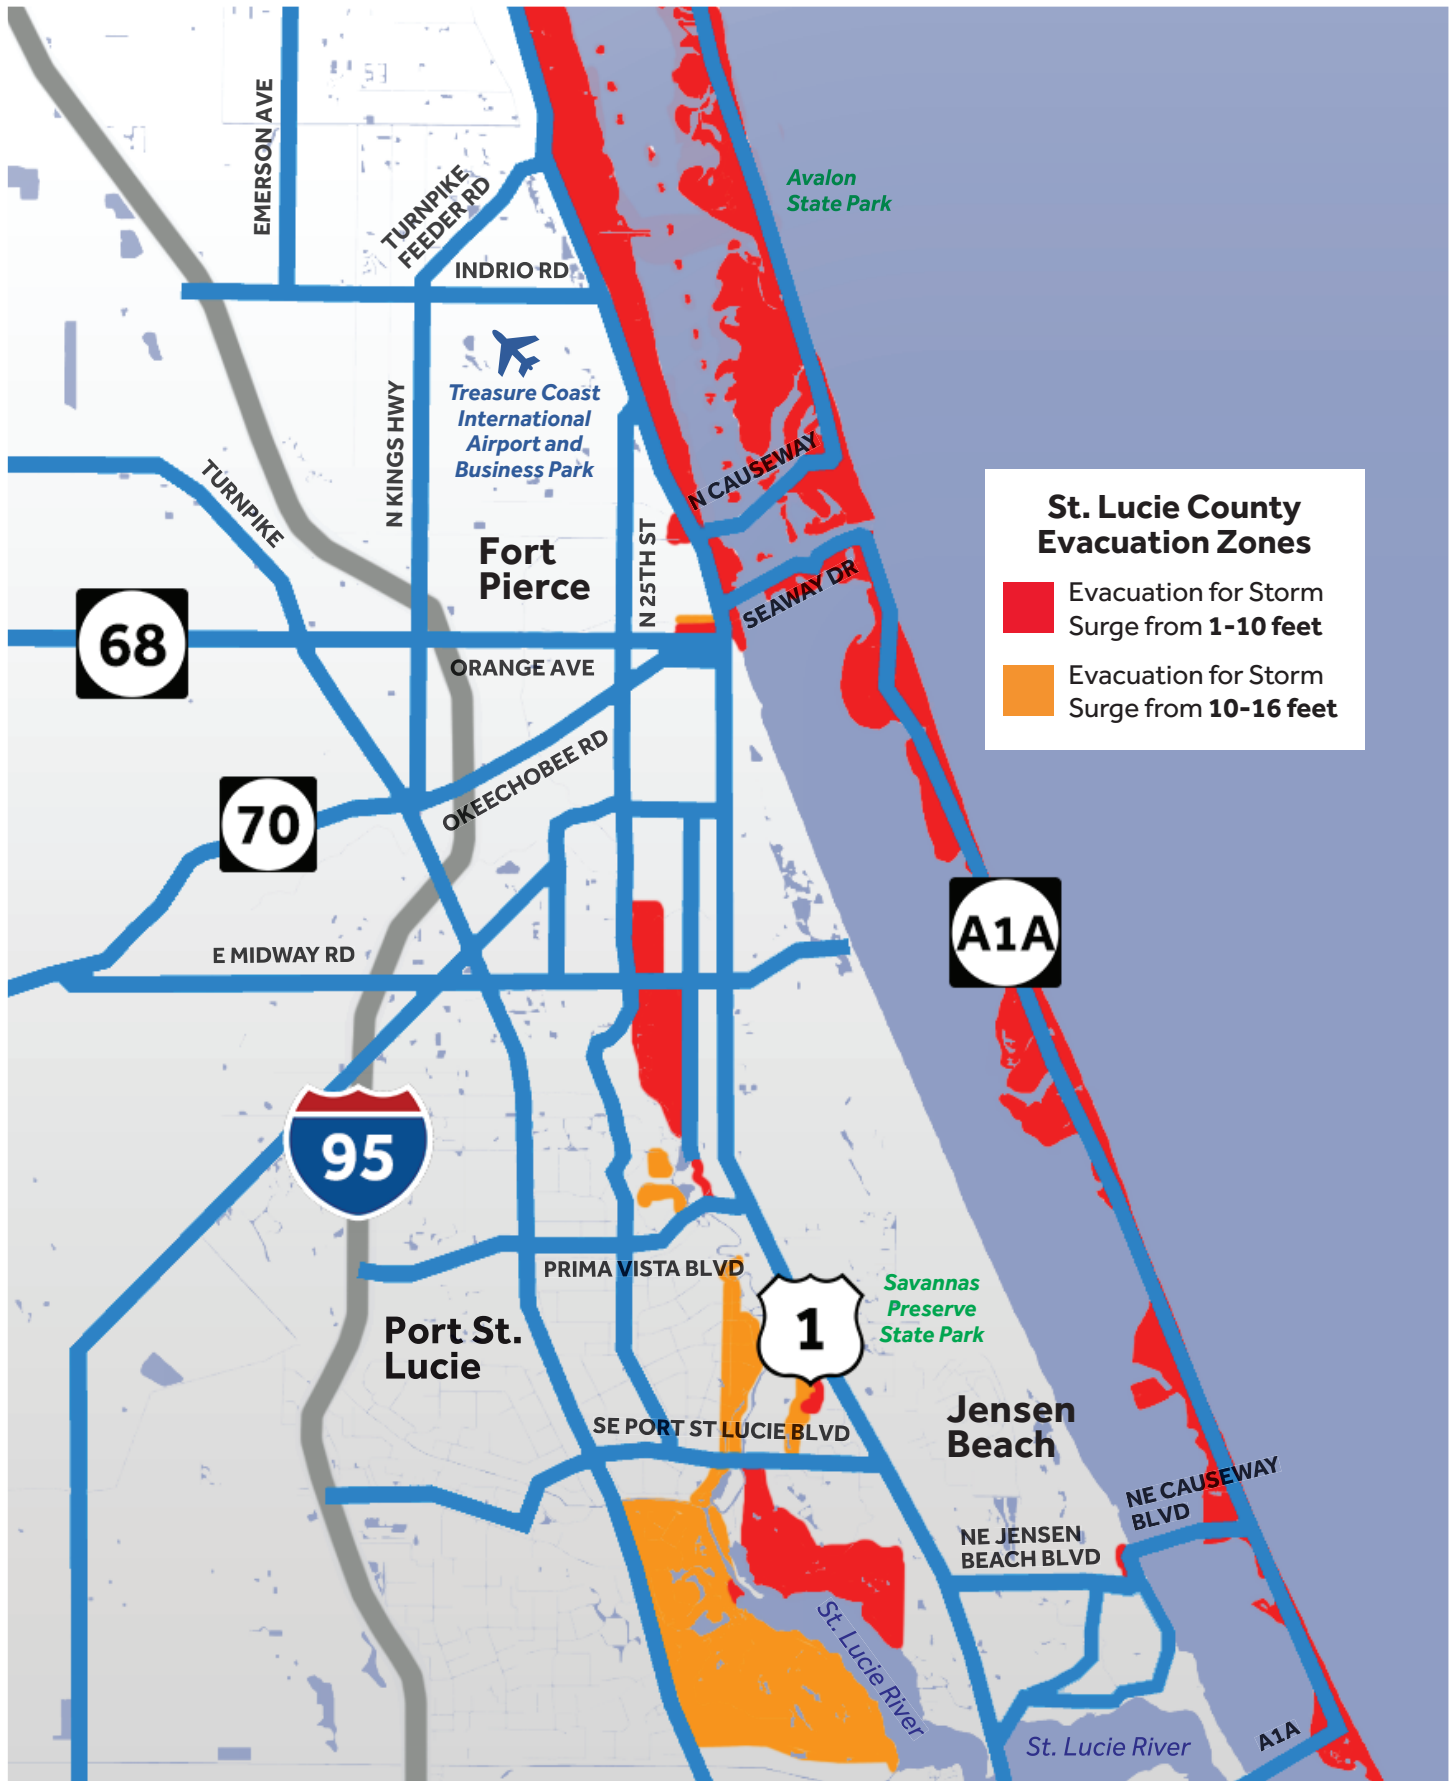 EMERSON AVE
TURNPIKE
FEEDER RD
INDRIO RD
Avalon
State Park
Treasure Coast
International
Airport and
Business Park
N KINGS HWY
TURNPIKE
N CAUSEWAY
Fort
Pierce
N 25TH ST
SEAWAY DR
St. Lucie County
Evacuation Zones
Evacuation for Storm
Surge from 1-10 feet
Evacuation for Storm
Surge from 10-16 feet
68
ORANGE AVE
OKEECHOBEE RD
70
A1A
E MIDWAY RD
95
PRIMA VISTA BLVD
1
Savannas
Preserve
State Park
Port St.
Lucie
SE PORT ST LUCIE BLVD
Jensen
Beach
NE CAUSEWAY
BLVD
NE JENSEN
BEACH BLVD
St. Lucie River
St. Lucie River
A1A